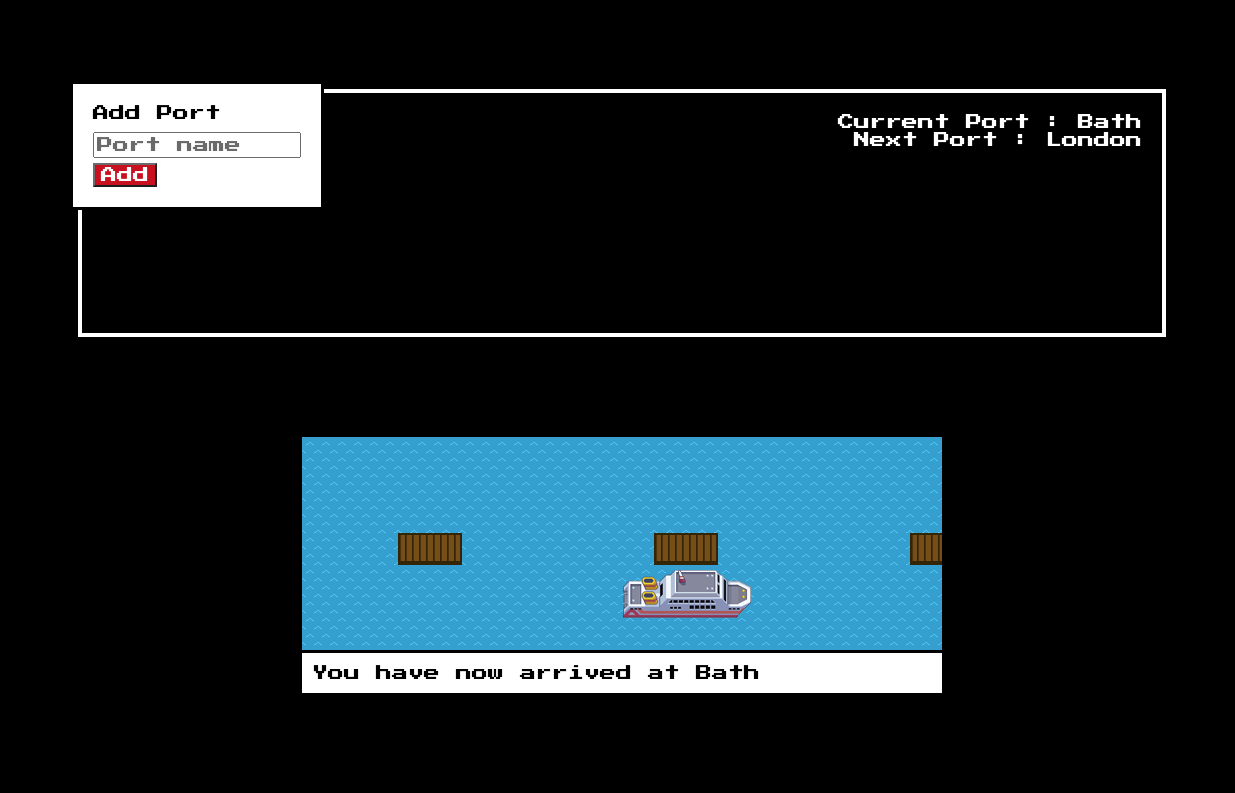 Add Port
Port name
Add
Current Port : Bath
Next Port : London
You have now arrived at Bath